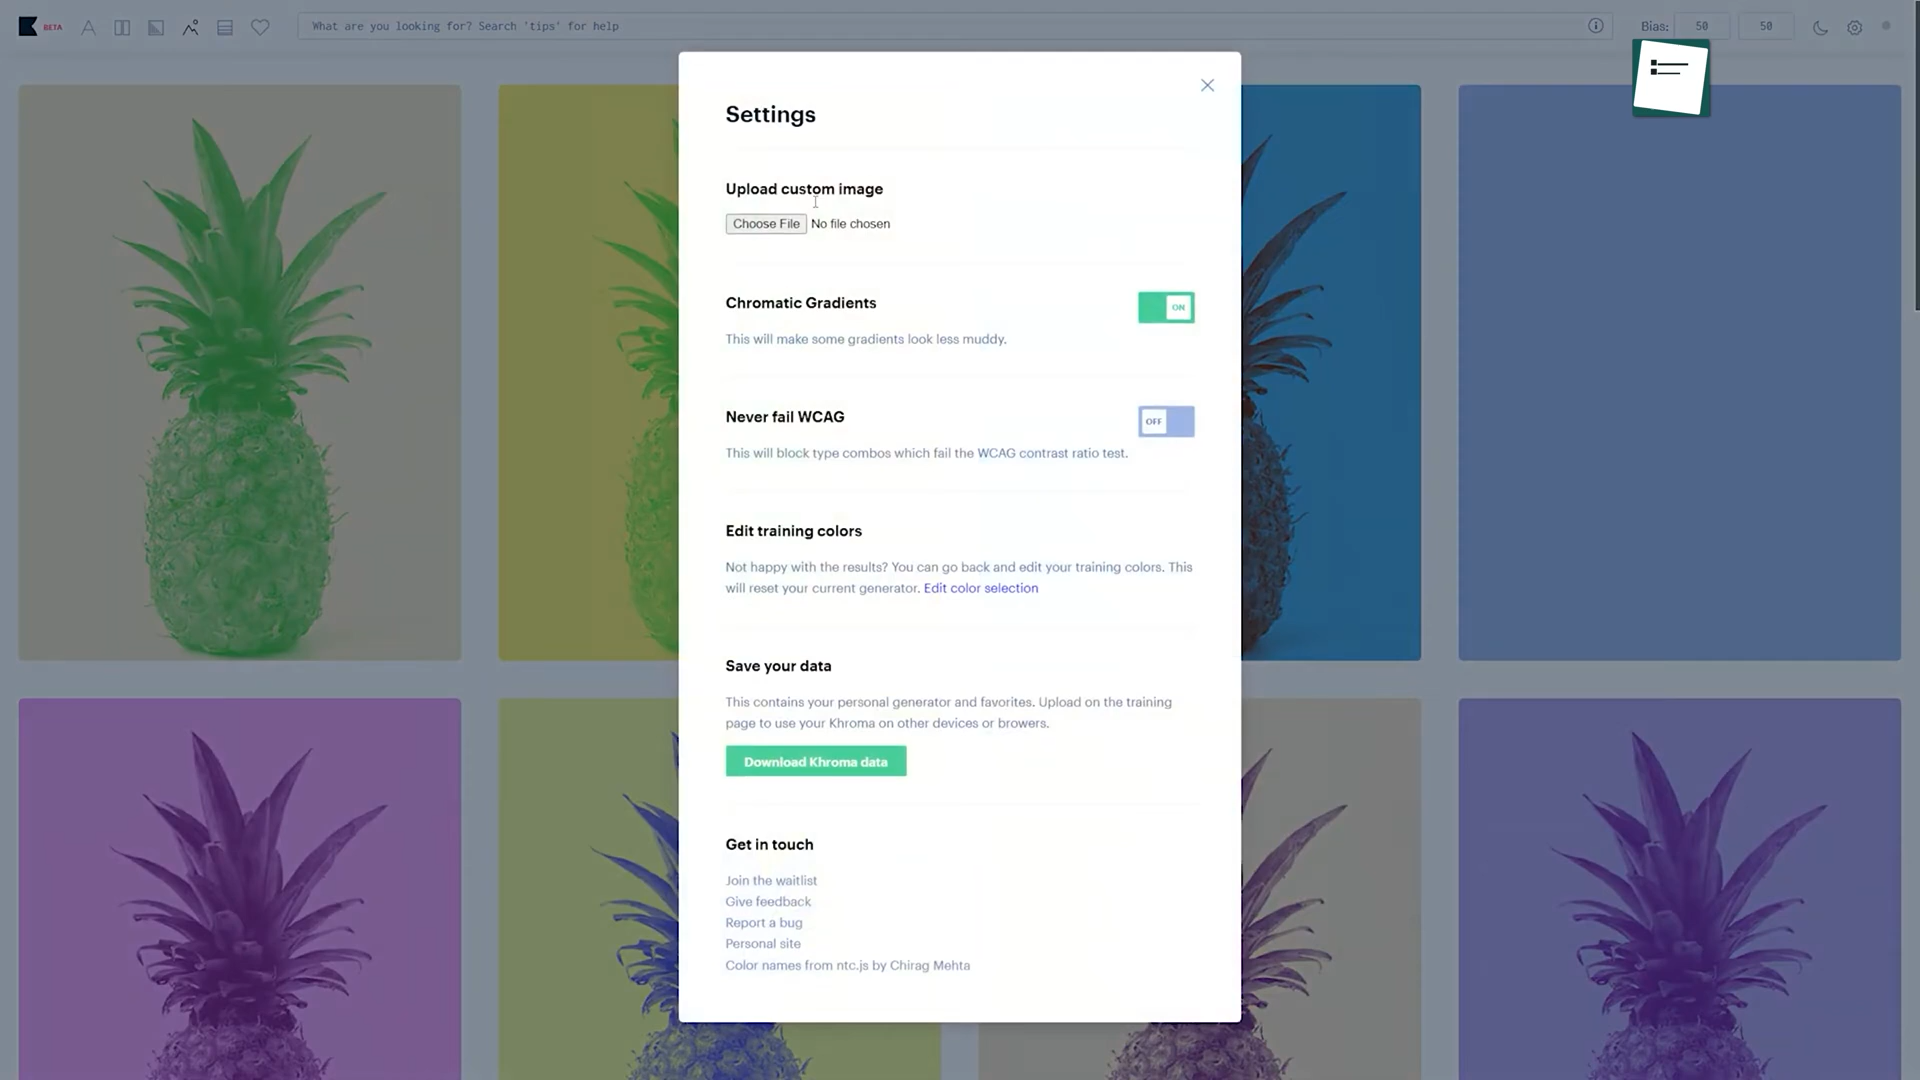 BETA
What are you looking for? Search 'tips' for help
Bias: 50 50
Settings
Upload custom image
Choose File No file chosen
Chromatic Gradients
ON
This will make some gradients look less muddy.
Never fail WCAG
OFF
This will block type combos which fail the WCAG contrast ratio test.
Edit training colors
Not happy with the results? You can go back and edit your training colors. This
will reset your current generator. Edit color selection
Save your data
This contains your personal generator and favorites. Upload on the training
page to use your Khroma on other devices or browers.
Download Khroma data
Get in touch
Join the waitlist
Give feedback
Report a bug
Personal site
Color names from ntc.js by Chirag Mehta